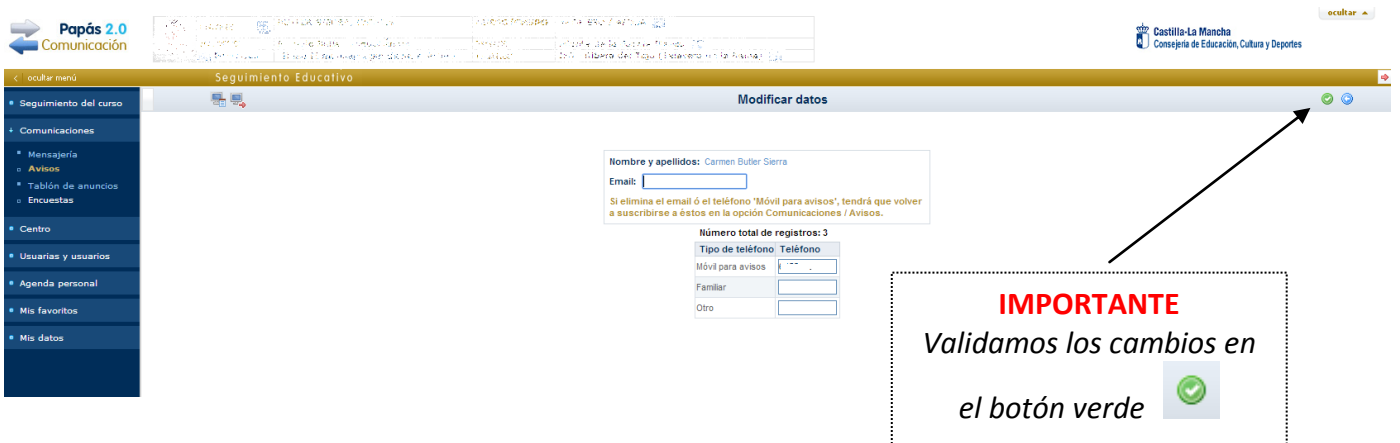 ocultar
Papás 2.0
Comunicación
Castilla-La Mancha
Consejería de Educación, Cultura y Deportes
ocultar menú
Seguimiento Educativo
Seguimiento del curso
Modificar datos
Comunicaciones
Mensajería
Avisos
Tablón de anuncios
Encuestas
Centro
Usuarias y usuarios
Agenda personal
Mis favoritos
Mis datos
Nombre y apellidos: Carmen Butler Sierra
Email:
Si elimina el email ó el teléfono 'Móvil para avisos', tendrá que volver
a suscribirse a éstos en la opción Comunicaciones / Avisos.
Número total de registros: 3
Tipo de teléfono Teléfono
Móvil para avisos
Familiar
Otro
IMPORTANTE
Validamos los cambios en
el botón verde